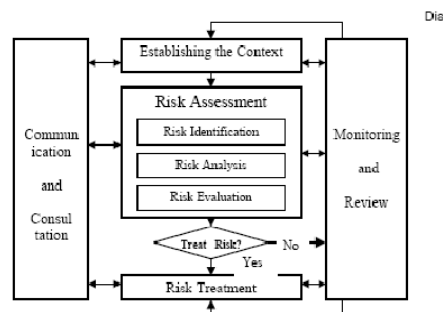 Dia
Establishing the Context
Risk Assessment
Risk Identification
Risk Analysis
Risk Evaluation
Commun
ication
and
Consul
tation
Monitoring
and
Review
Treat Risk?
No
Yes
Risk Treatment